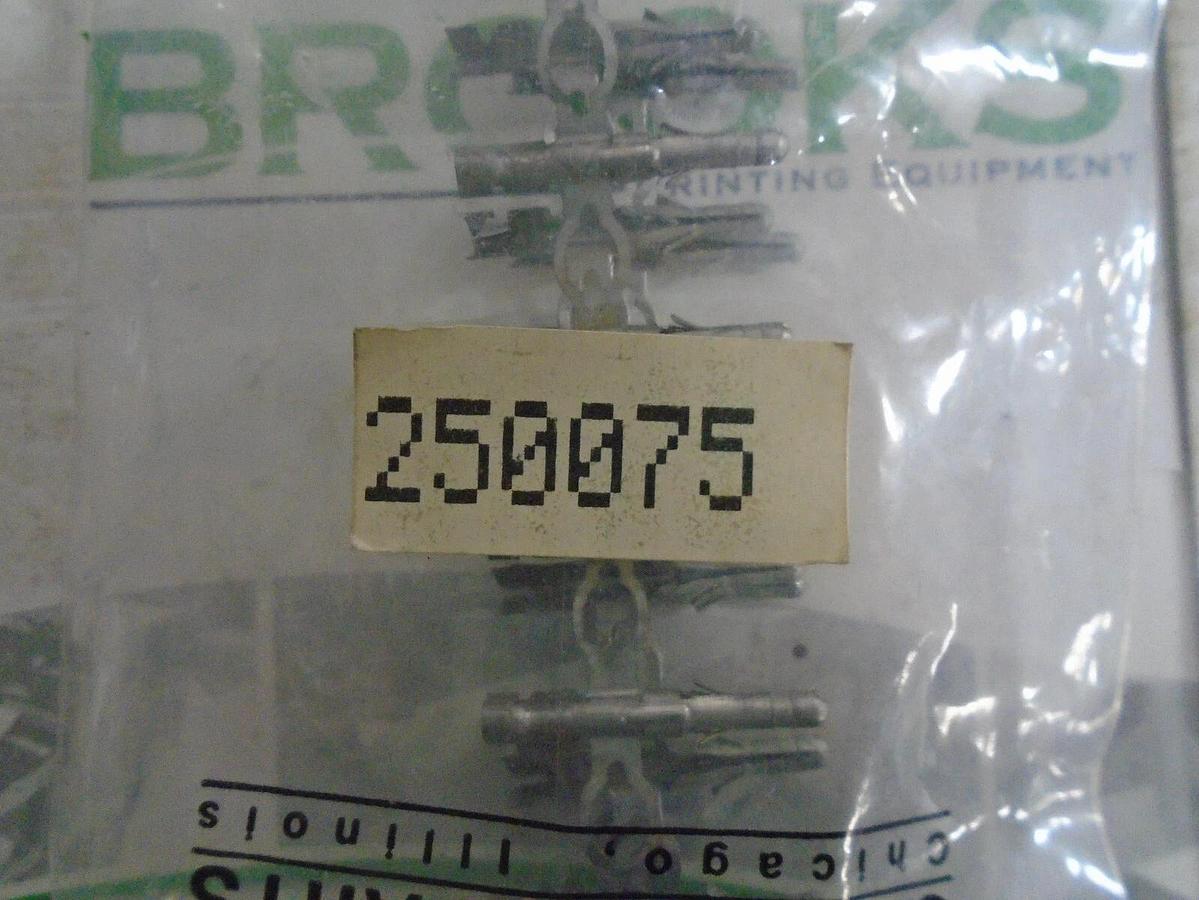 BROOKS
PRINTING EQUIPMENT
250075
Chicago, Illinois